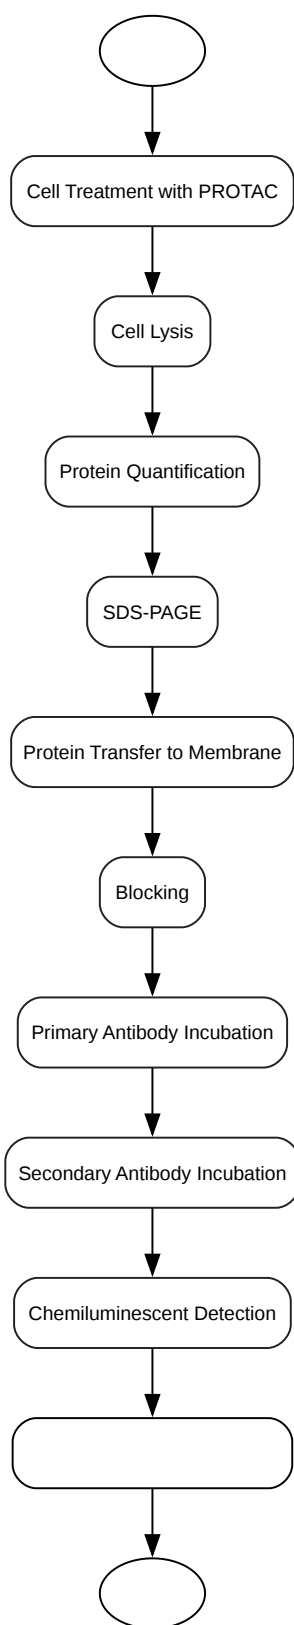 Cell Treatment with PROTAC
Cell Lysis
Protein Quantification
SDS-PAGE
Protein Transfer to Membrane
Blocking
Primary Antibody Incubation
Secondary Antibody Incubation
Chemiluminescent Detection